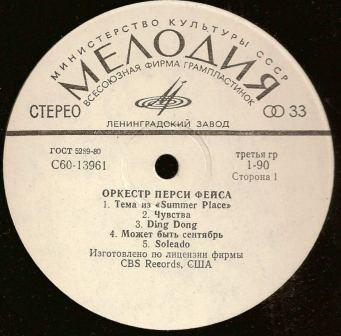 МИНИСТЕРСТВО КУЛЬТУРЫ СССР
МЕЛОДИЯ
ВСЕСОЮЗНАЯ ФИРМА ГРАМПЛАСТИНОК
СТЕРЕО
33
ЛЕНИНГРАДСКИЙ ЗАВОД
ГОСТ 5289-80
С60-13961
третья гр
1-90
Сторона 1
ОРКЕСТР ПЕРСИ ФЕЙСА
1. Тема из «Summer Place»
2. Чувства
3. Ding Dong
4. Может быть сентябрь
5. Soleado
Изготовлено по лицензии фирмы
CBS Records, США